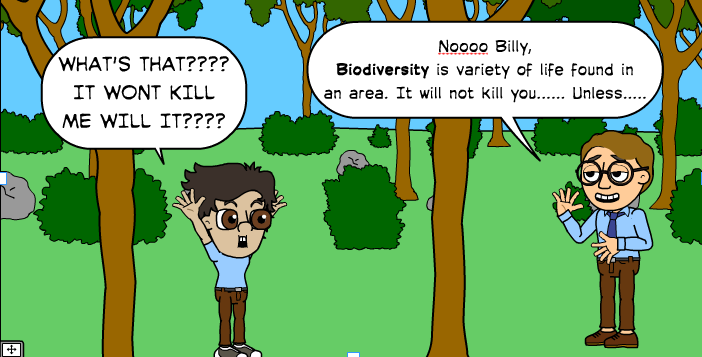 WHAT'S THAT????
IT WONT KILL
ME WILL IT????
Noooo Billy,
Biodiversity is variety of life found in
an area. It will not kill you...... Unless.....